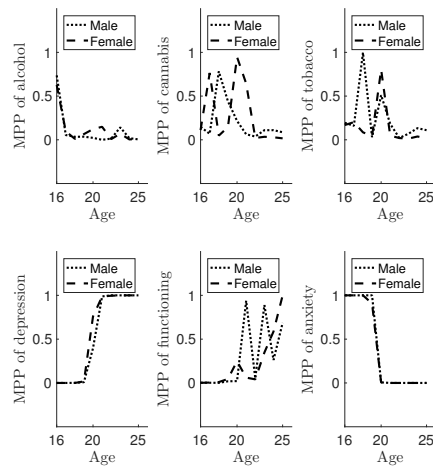 Male
Female
MPP of alcohol
1
0.5
0
16
20
25
Age
Male
Female
MPP of cannabis
1
0.5
0
16
20
25
Age
Male
Female
MPP of tobacco
1
0.5
0
16
20
25
Age
Male
Female
MPP of depression
1
0.5
0
16
20
25
Age
Male
Female
MPP of functioning
1
0.5
0
16
20
25
Age
Male
Female
MPP of anxiety
1
0.5
0
16
20
25
Age